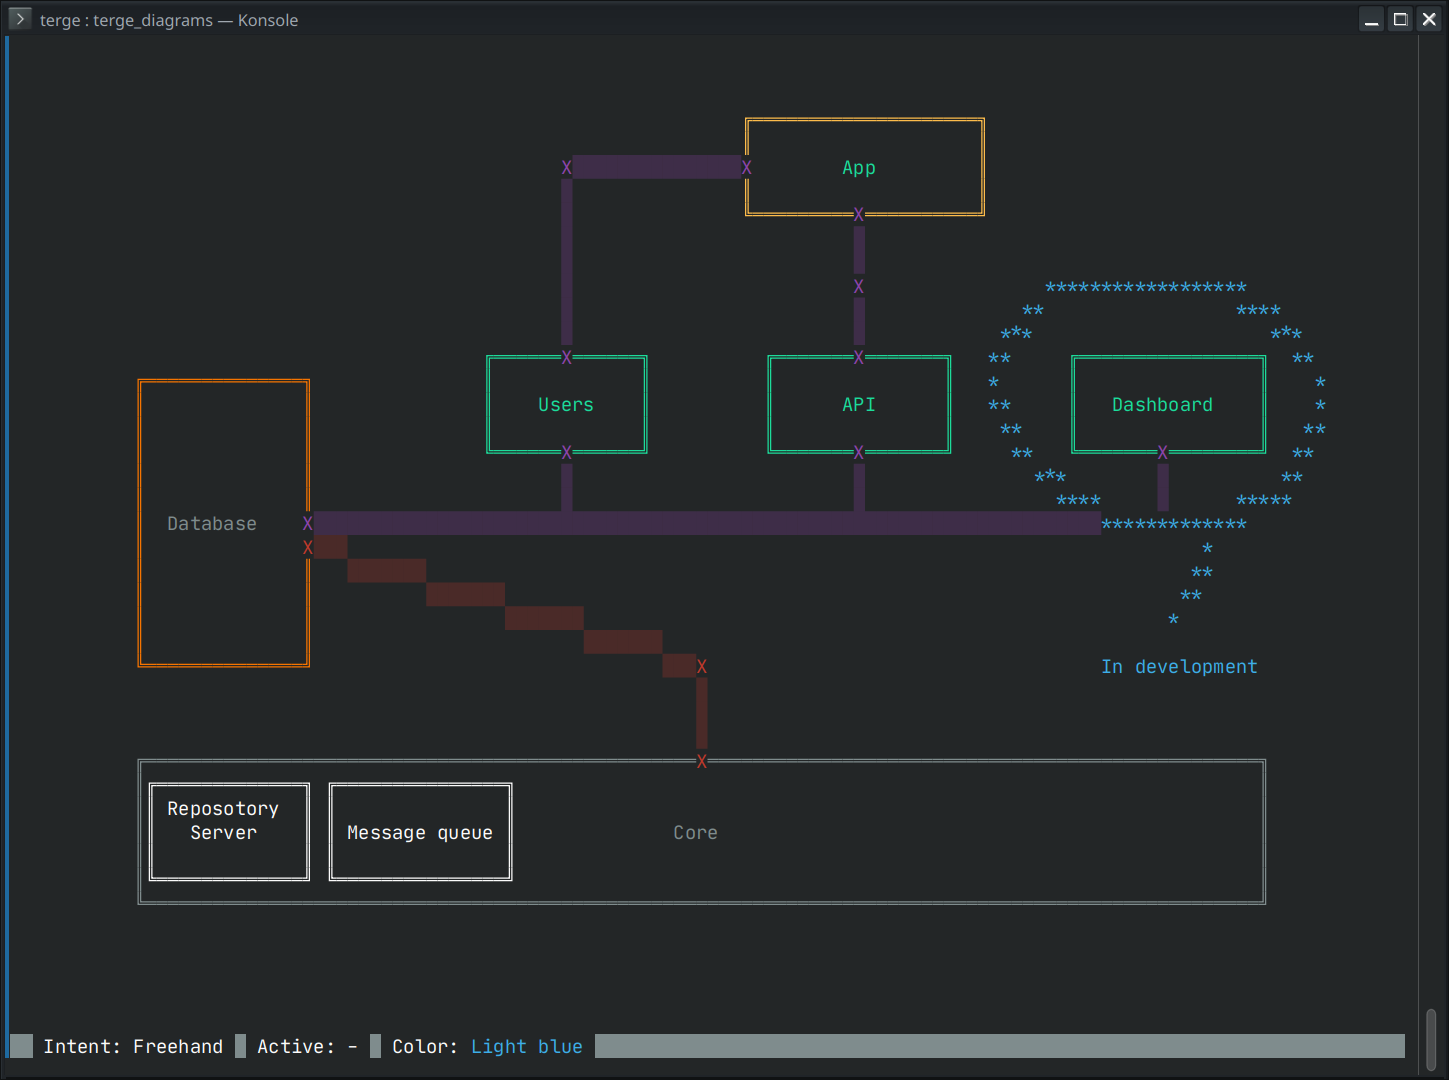 terge : terge_diagrams — Konsole
App
Users
API
Dashboard
Database
In development
Reposotory
Server
Message queue
Core
Intent: Freehand Active: - Color: Light blue